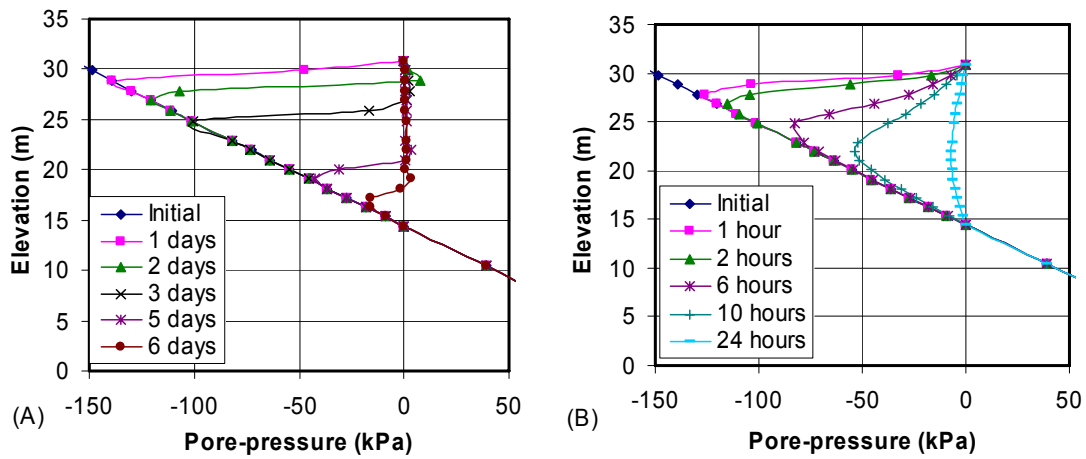 35
30
25
20
15
10
5
0
Elevation (m)
Initial
1 days
2 days
3 days
5 days
6 days
-150
-100
-50
0
50
Pore-pressure (kPa)
(A)
35
30
25
20
15
10
5
0
Elevation (m)
Initial
1 hour
2 hours
6 hours
10 hours
24 hours
-150
-100
-50
0
50
Pore-pressure (kPa)
(B)